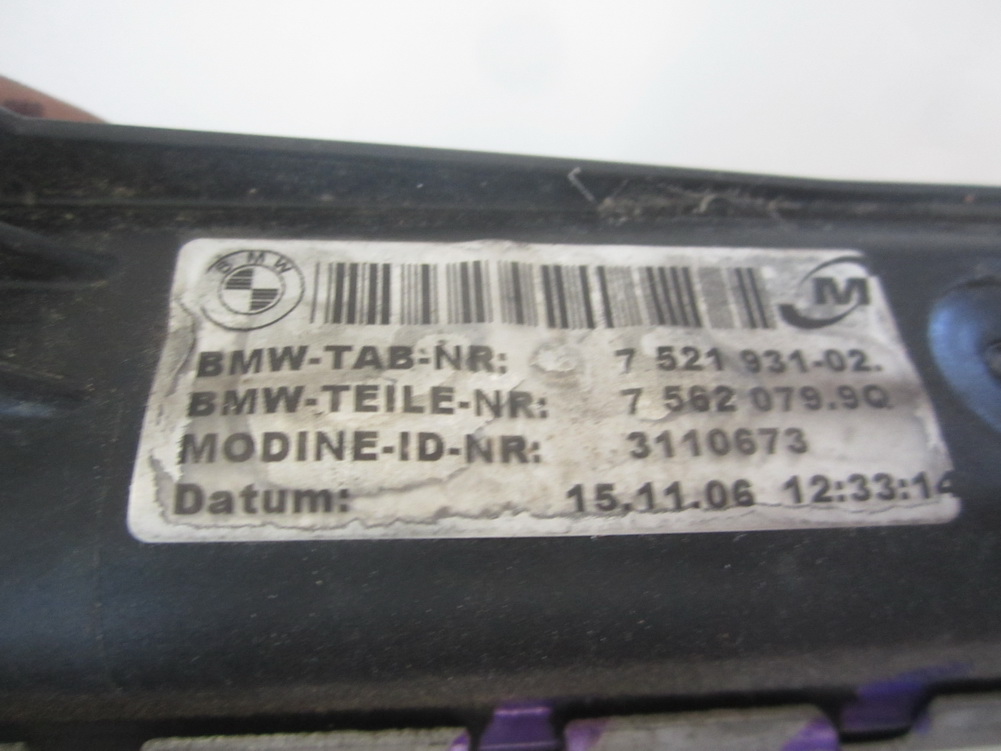 BMW
M
BMW-TAB-NR: 7 521 931-02.
BMW-TEILE-NR: 7 562 079.9Q
MODINE-ID-NR: 3110673
Datum: 15.11.06 12:33:14